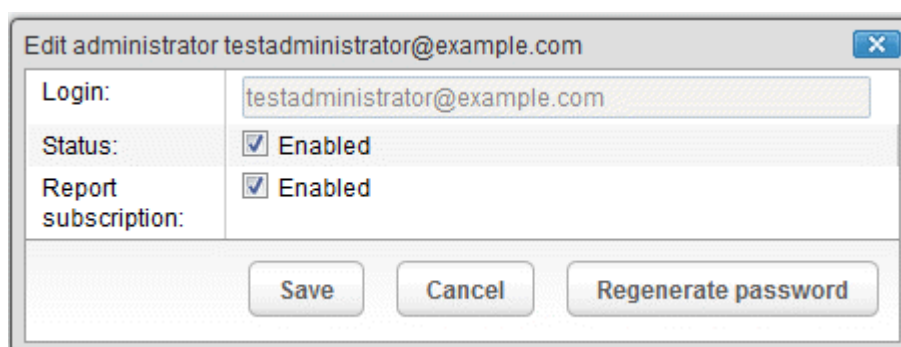 Edit administrator testadministrator@example.com
Login:
testadministrator@example.com
Status:
Enabled
Report
subscription:
Enabled
Save
Cancel
Regenerate password